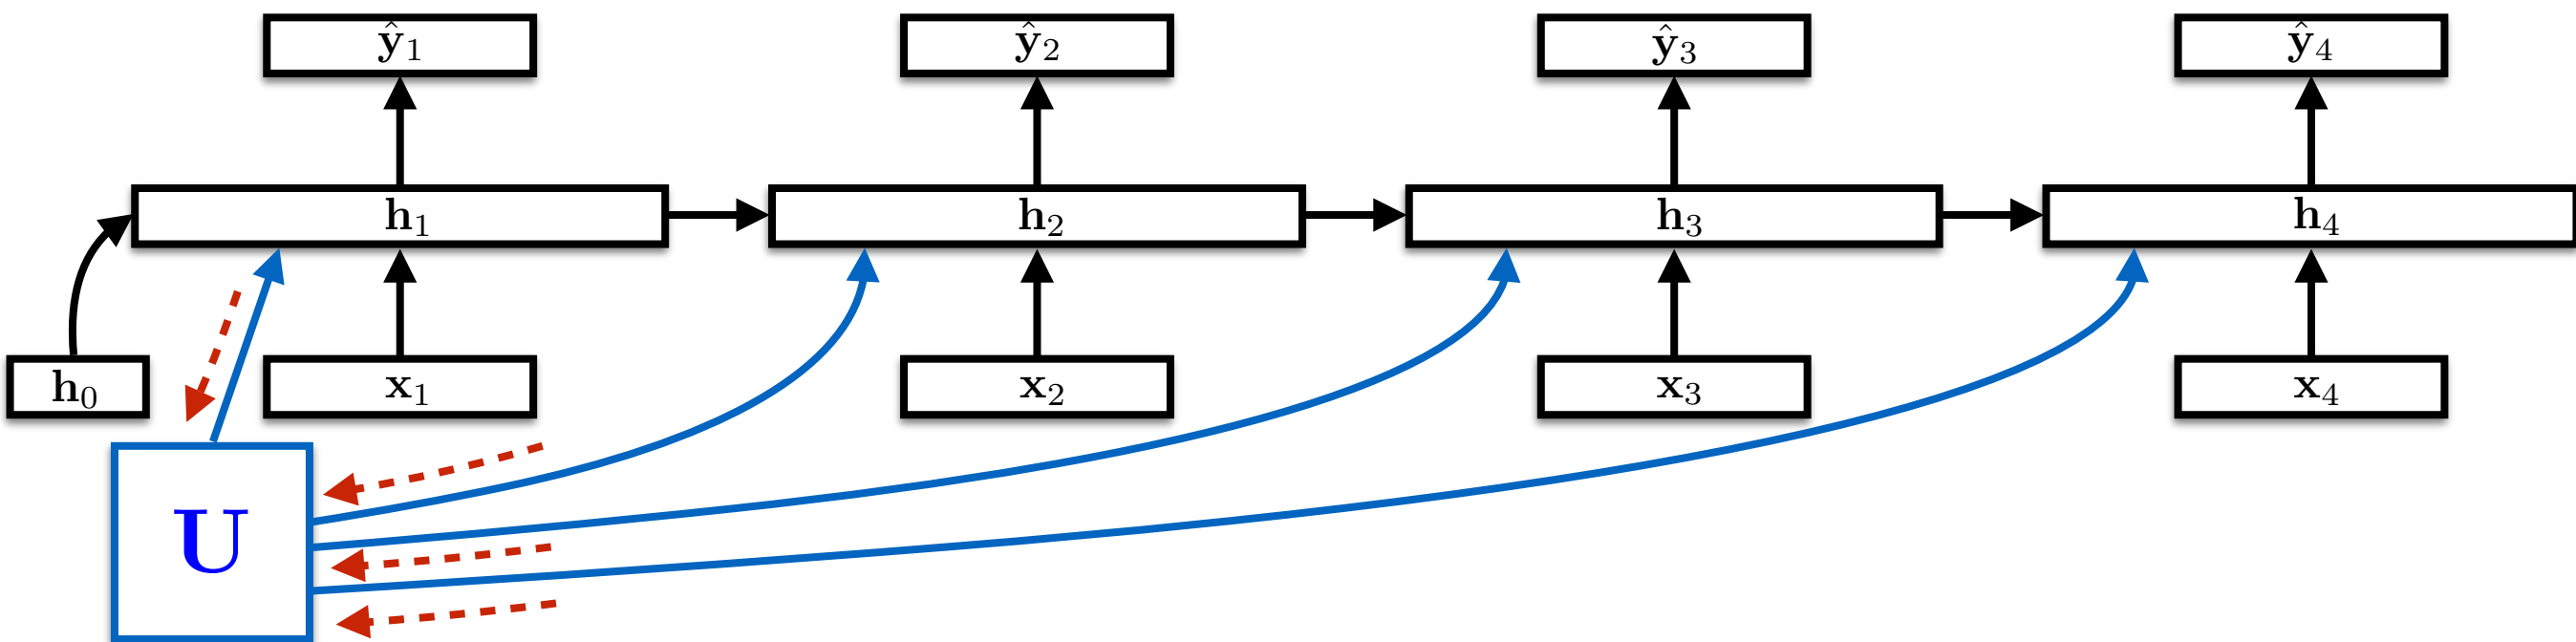 ŷ₁ ŷ₂ ŷ₃ ŷ₄
h₁ h₂ h₃ h₄
h₀ x₁ x₂ x₃ x₄
U